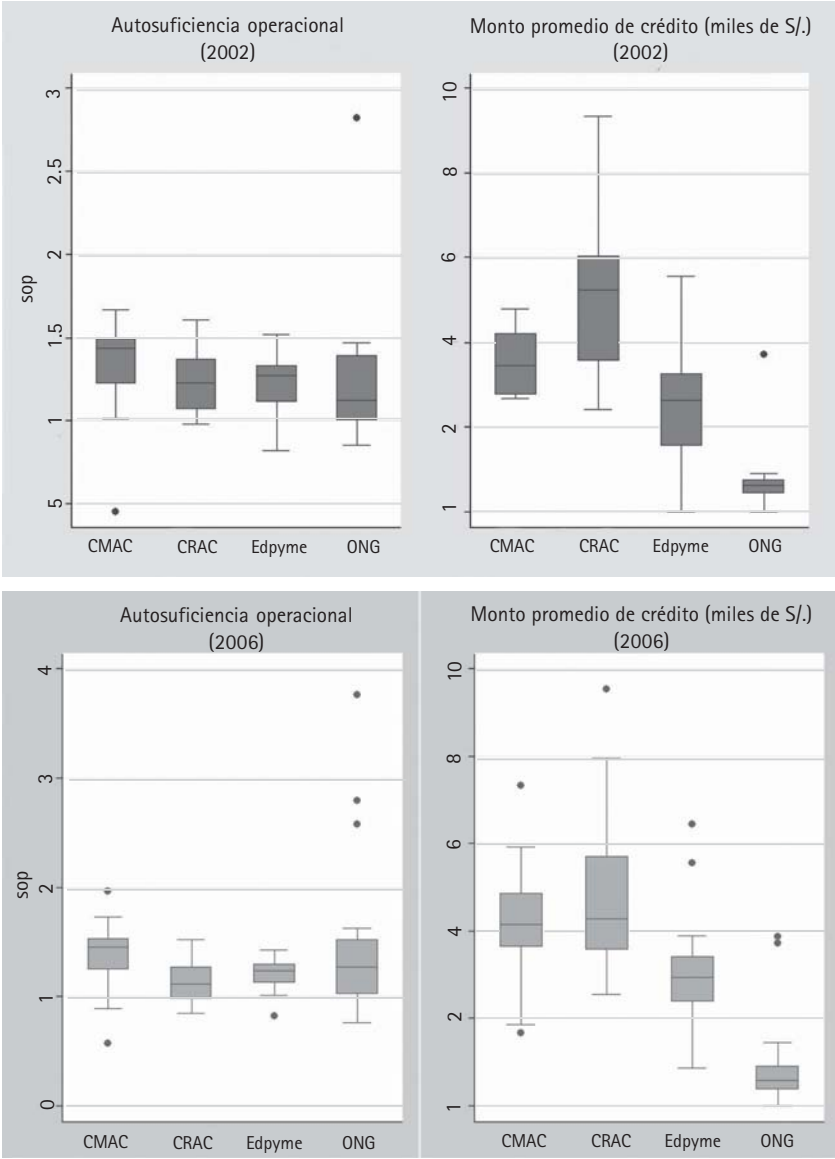 Autosuficiencia operacional
(2002)
3
2.5
2
1.5
1
5
sop
CMAC CRAC Edpyme ONG
Monto promedio de crédito (miles de S/.)
(2002)
10
8
6
4
2
1
CMAC CRAC Edpyme ONG
Autosuficiencia operacional
(2006)
4
3
2
1
0
sop
CMAC CRAC Edpyme ONG
Monto promedio de crédito (miles de S/.)
(2006)
10
8
6
4
2
1
CMAC CRAC Edpyme ONG